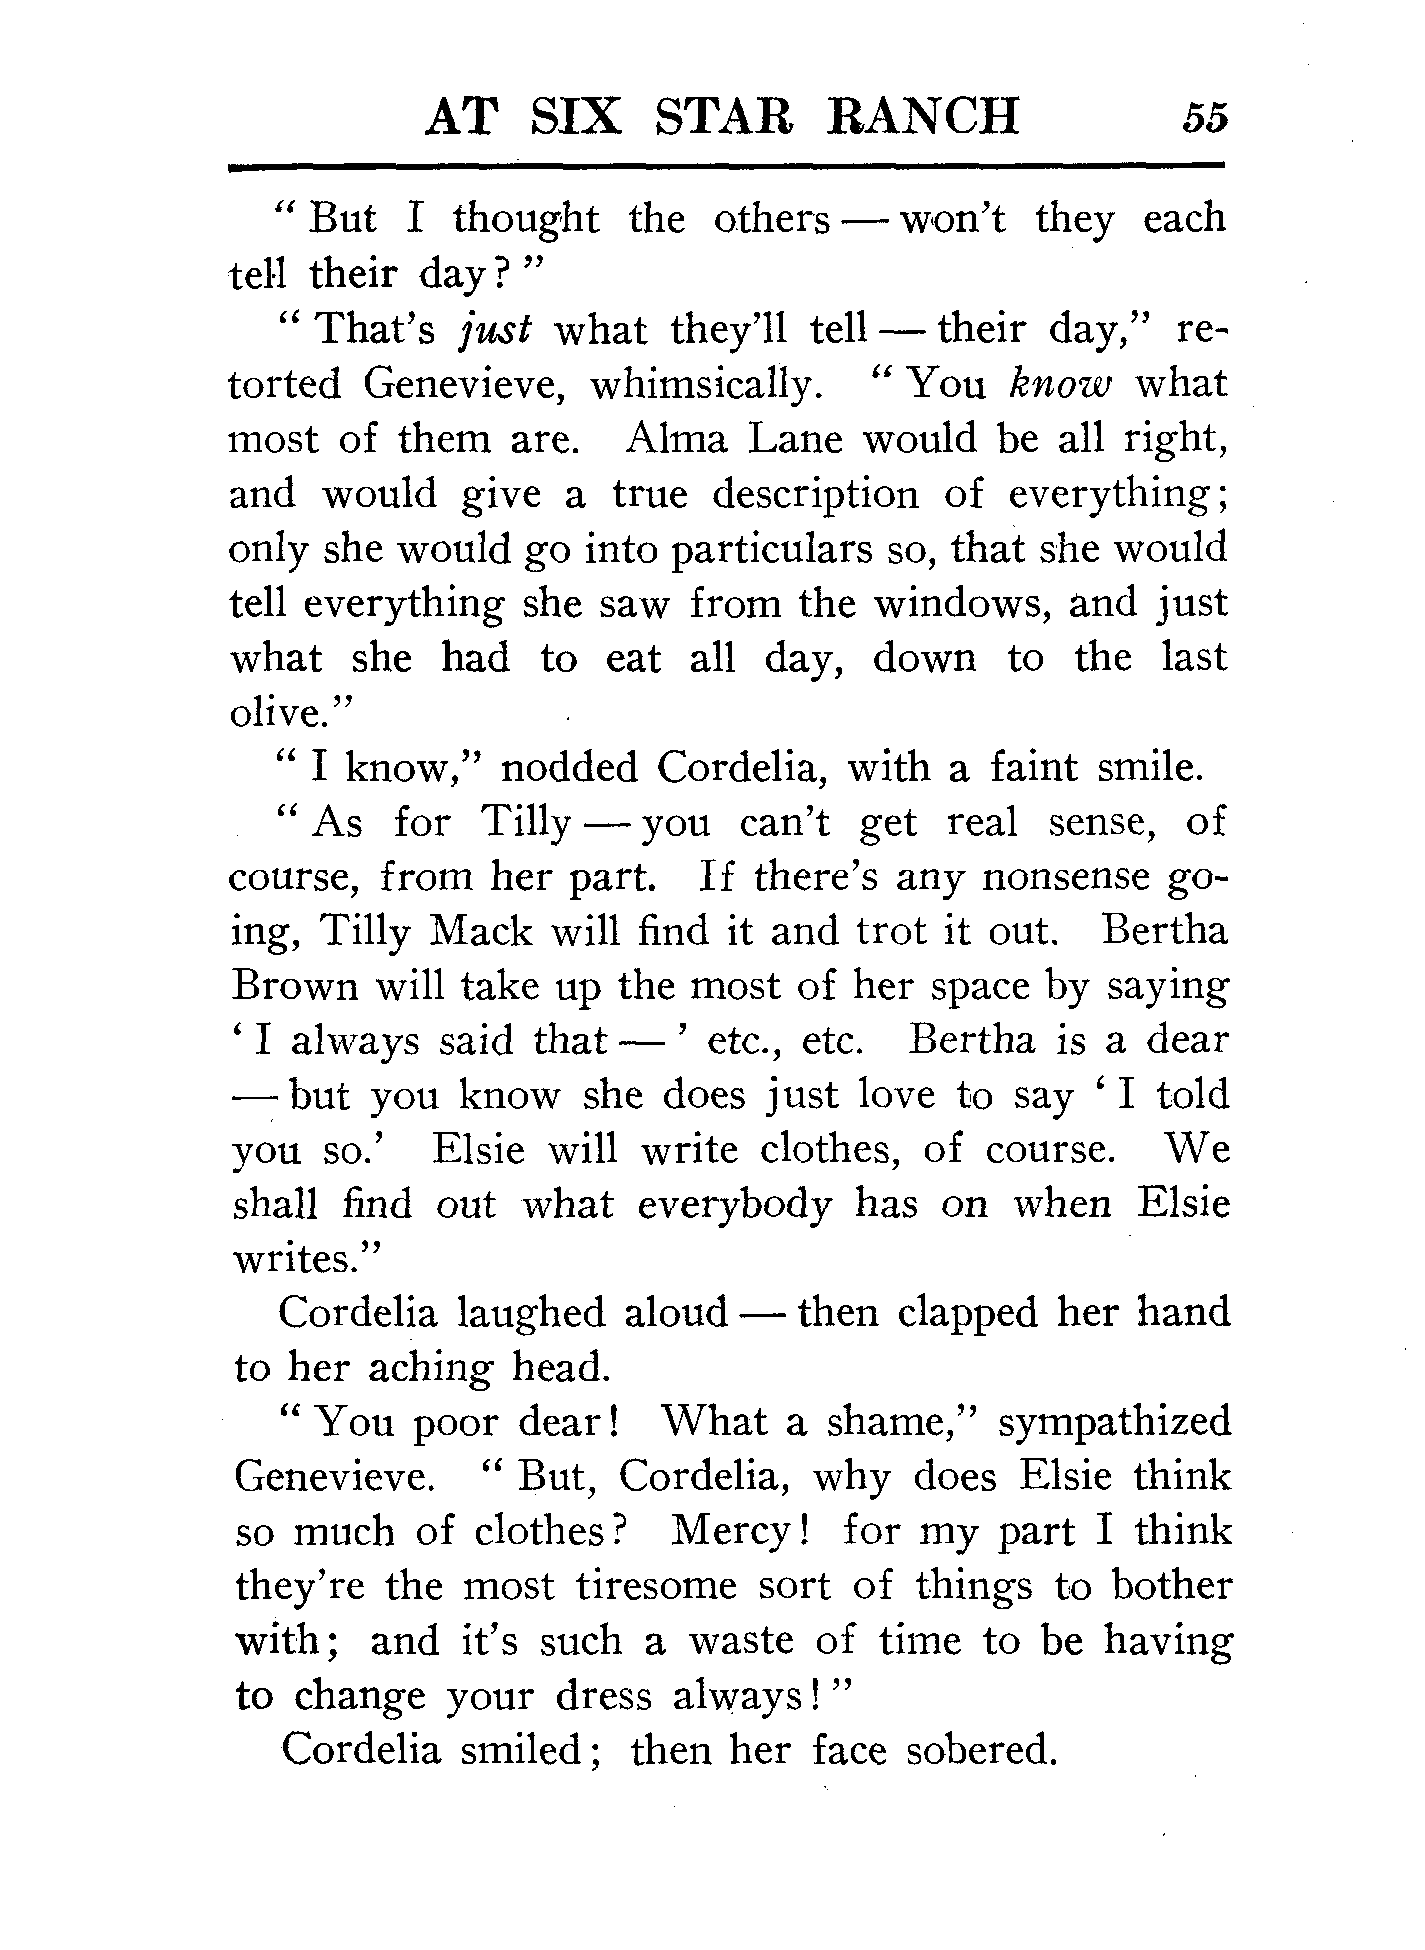 AT SIX STAR RANCH 55
" But I thought the others — won't they each
tell their day? "
" That's just what they'll tell — their day," re-
torted Genevieve, whimsically. " You know what
most of them are. Alma Lane would be all right,
and would give a true description of everything;
only she would go into particulars so, that she would
tell everything she saw from the windows, and just
what she had to eat all day, down to the last
olive."
" I know," nodded Cordelia, with a faint smile.
" As for Tilly — you can't get real sense, of
course, from her part. If there's any nonsense go-
ing, Tilly Mack will find it and trot it out. Bertha
Brown will take up the most of her space by saying
' I always said that — ' etc., etc. Bertha is a dear
— but you know she does just love to say ' I told
you so.' Elsie will write clothes, of course. We
shall find out what everybody has on when Elsie
writes."
Cordelia laughed aloud — then clapped her hand
to her aching head.
" You poor dear! What a shame," sympathized
Genevieve. " But, Cordelia, why does Elsie think
so much of clothes? Mercy! for my part I think
they're the most tiresome sort of things to bother
with; and it's such a waste of time to be having
to change your dress always! "
Cordelia smiled; then her face sobered.